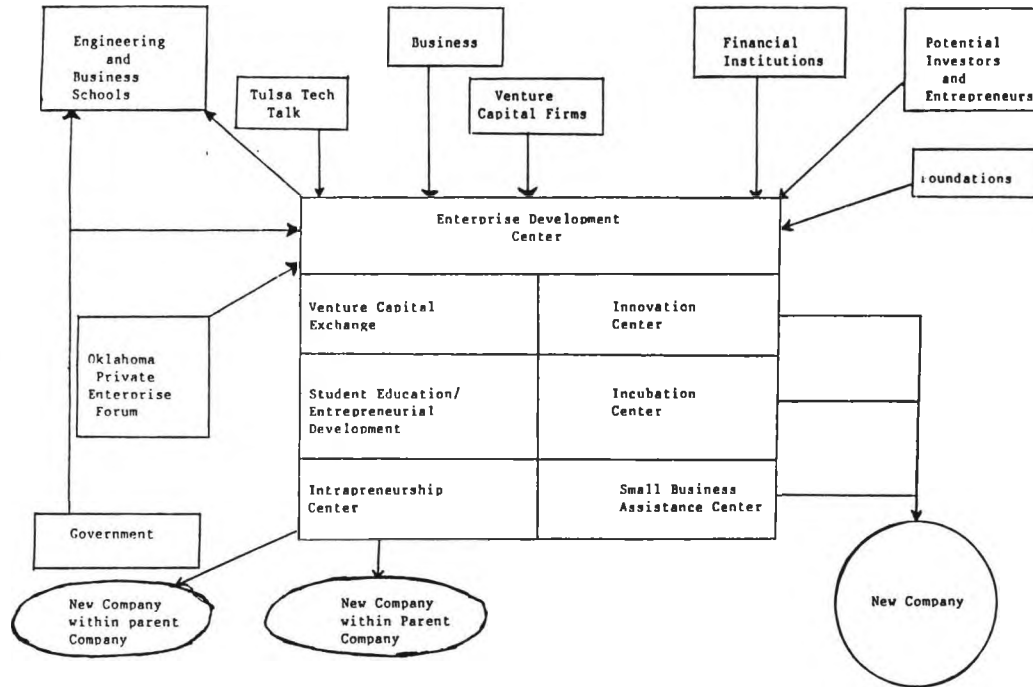 Engineering
and
Business
Schools
Tulsa Tech
Talk
Business
Venture
Capital Firms
Financial
Institutions
Potential
Investors
and
Entrepreneurs
Foundations
Enterprise Development
Center
Venture Capital
Exchange
Innovation
Center
Oklahoma
Private
Enterprise
Forum
Student Education/
Entrepreneurial
Development
Incubation
Center
Intrapreneurship
Center
Small Business
Assistance Center
Government
New Company
within parent
Company
New Company
within Parent
Company
New Company